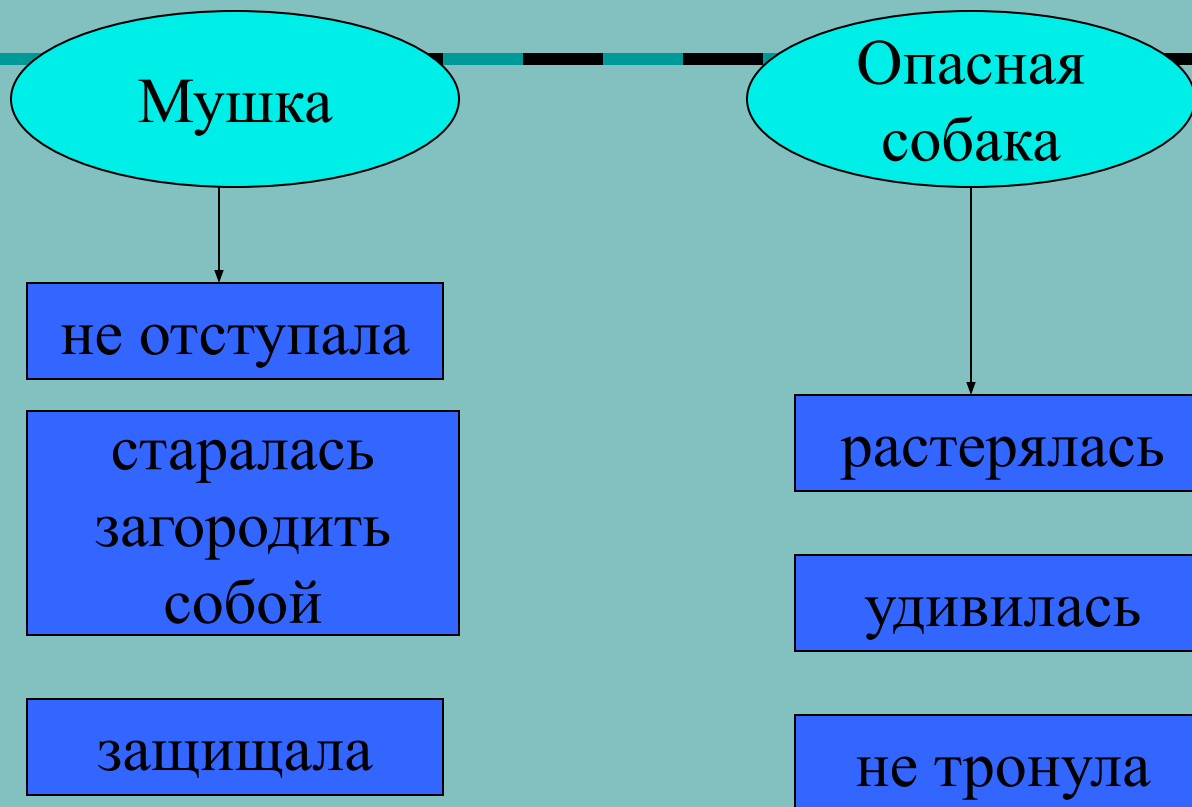 Мушка
не отступала
старалась
загородить
собой
защищала
Опасная
собака
растерялась
удивилась
не тронула